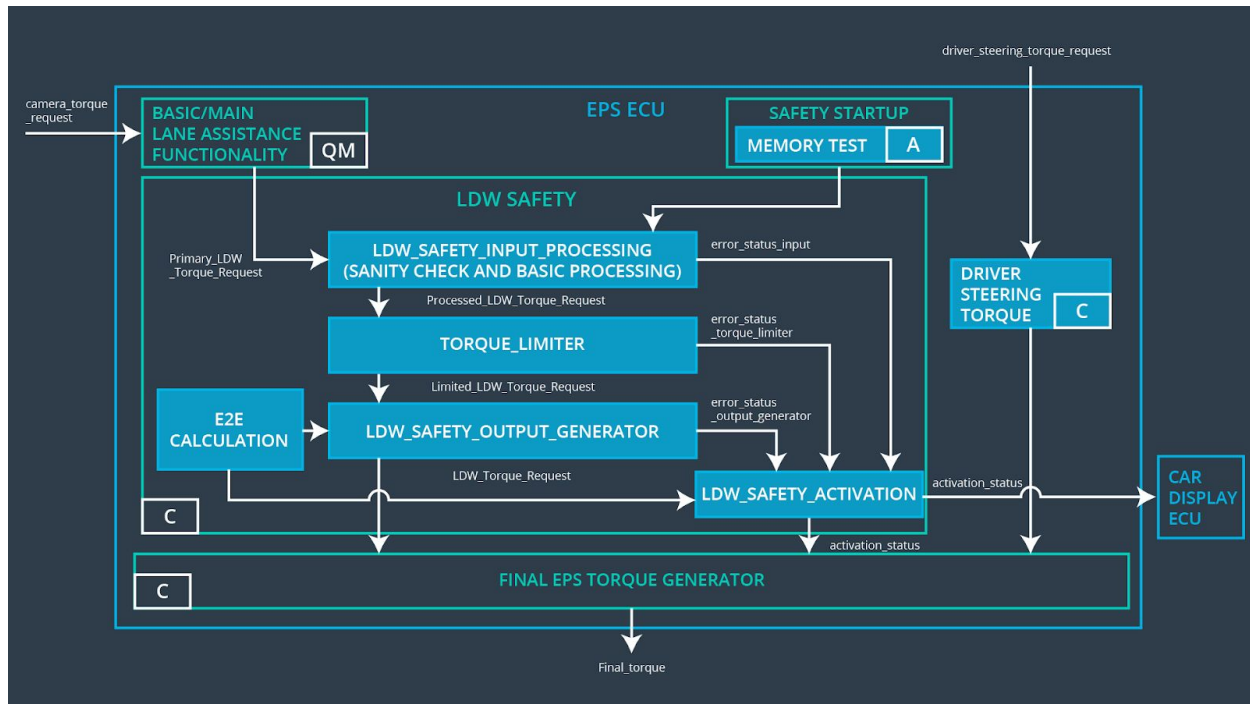 driver_steering_torque_request
camera_torque
_request
EPS ECU
BASIC/MAIN
LANE ASSISTANCE
FUNCTIONALITY
QM
SAFETY STARTUP
MEMORY TEST
A
LDW SAFETY
Primary_LDW
_Torque_Request
LDW_SAFETY_INPUT_PROCESSING
(SANITY CHECK AND BASIC PROCESSING)
error_status_input
DRIVER
STEERING
TORQUE
C
Processed_LDW_Torque_Request
TORQUE_LIMITER
error_status
_torque_limiter
Limited_LDW_Torque_Request
E2E
CALCULATION
LDW_SAFETY_OUTPUT_GENERATOR
error_status
_output_generator
LDW_Torque_Request
LDW_SAFETY_ACTIVATION
activation_status
CAR
DISPLAY
ECU
C
activation_status
FINAL EPS TORQUE GENERATOR
C
Final_torque